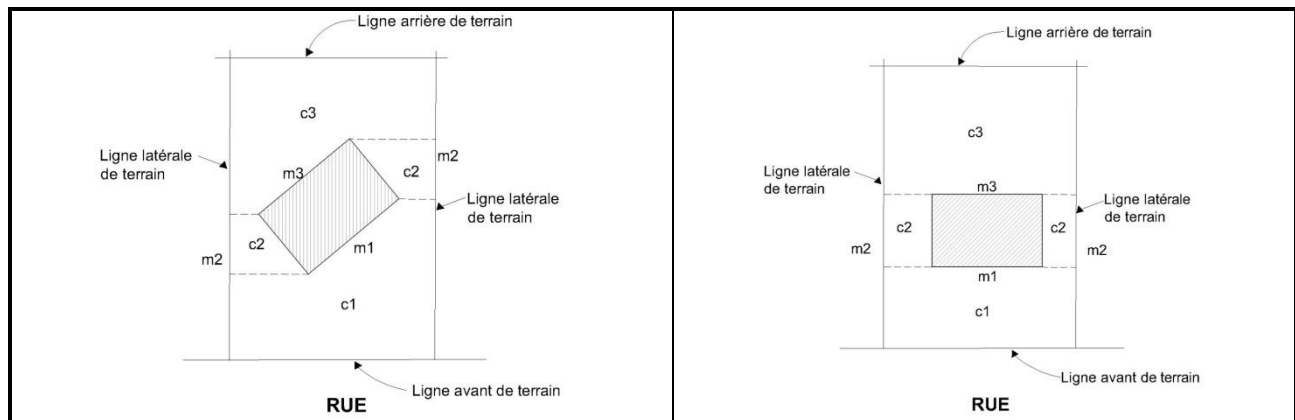 Ligne arrière de terrain
c3
Ligne latérale
de terrain
m3
m2
c2
Ligne latérale
de terrain
c2
m2
m1
c1
Ligne avant de terrain
RUE
Ligne arrière de terrain
c3
Ligne latérale
de terrain
m3
Ligne latérale
de terrain
c2
c2
m2
m2
m1
c1
Ligne avant de terrain
RUE